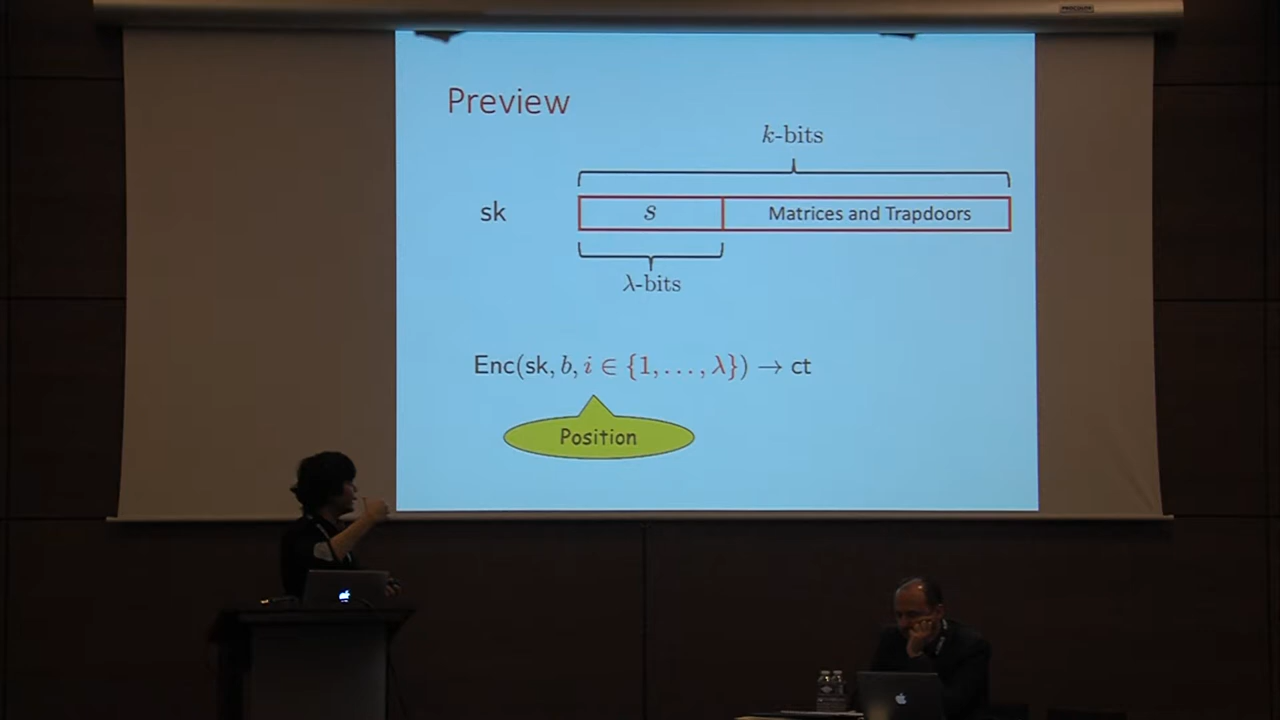 Preview
k-bits
sk
s
Matrices and Trapdoors
λ-bits
Enc(sk, b, i ∈ {1, . . . , λ}) → ct
Position